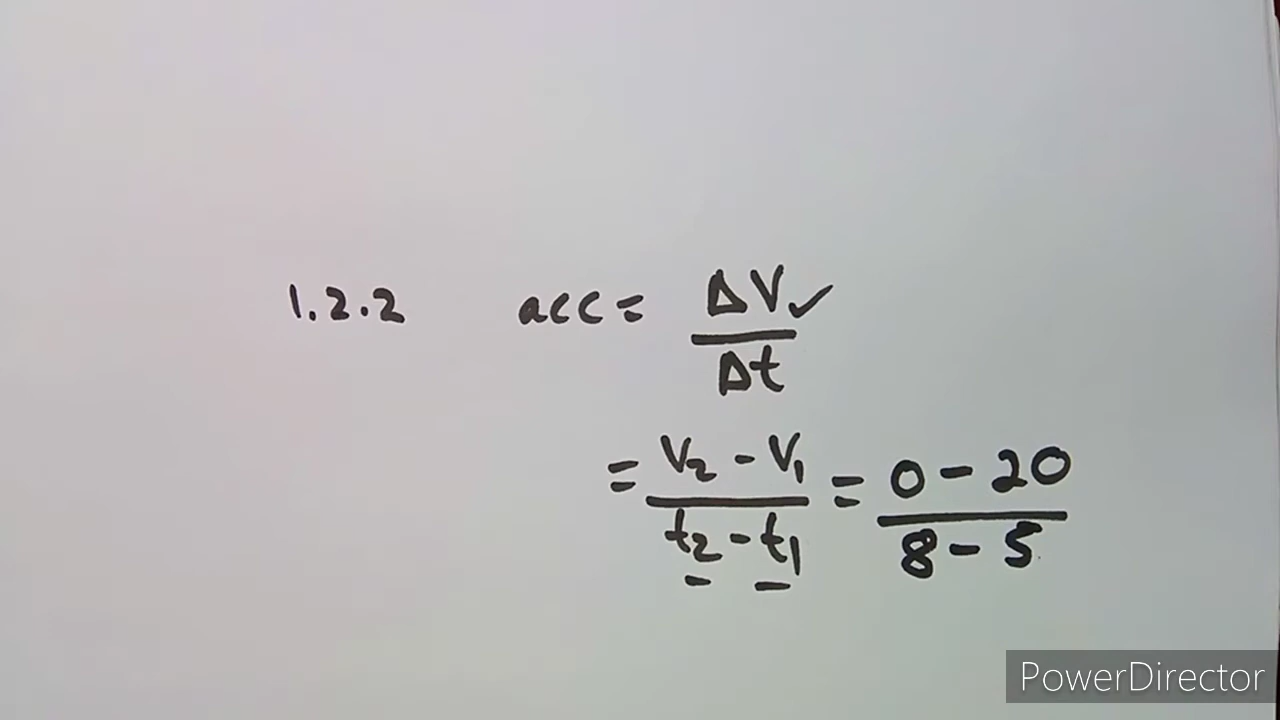 1.2.2 acc = ΔV ✓
Δt
= V₂ - V₁ = 0 - 20
t₂ - t₁ 8 - 5
PowerDirector